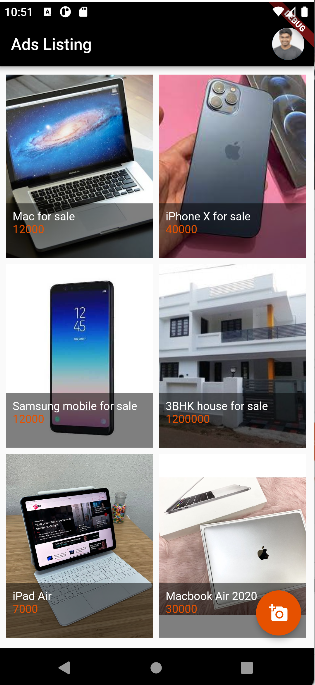 10:51
DEBUG
Ads Listing
Mac for sale
12000
iPhone X for sale
40000
12
45
Samsung mobile for sale
12000
3BHK house for sale
1200000
iPad Air
7000
Macbook Air 2020
30000